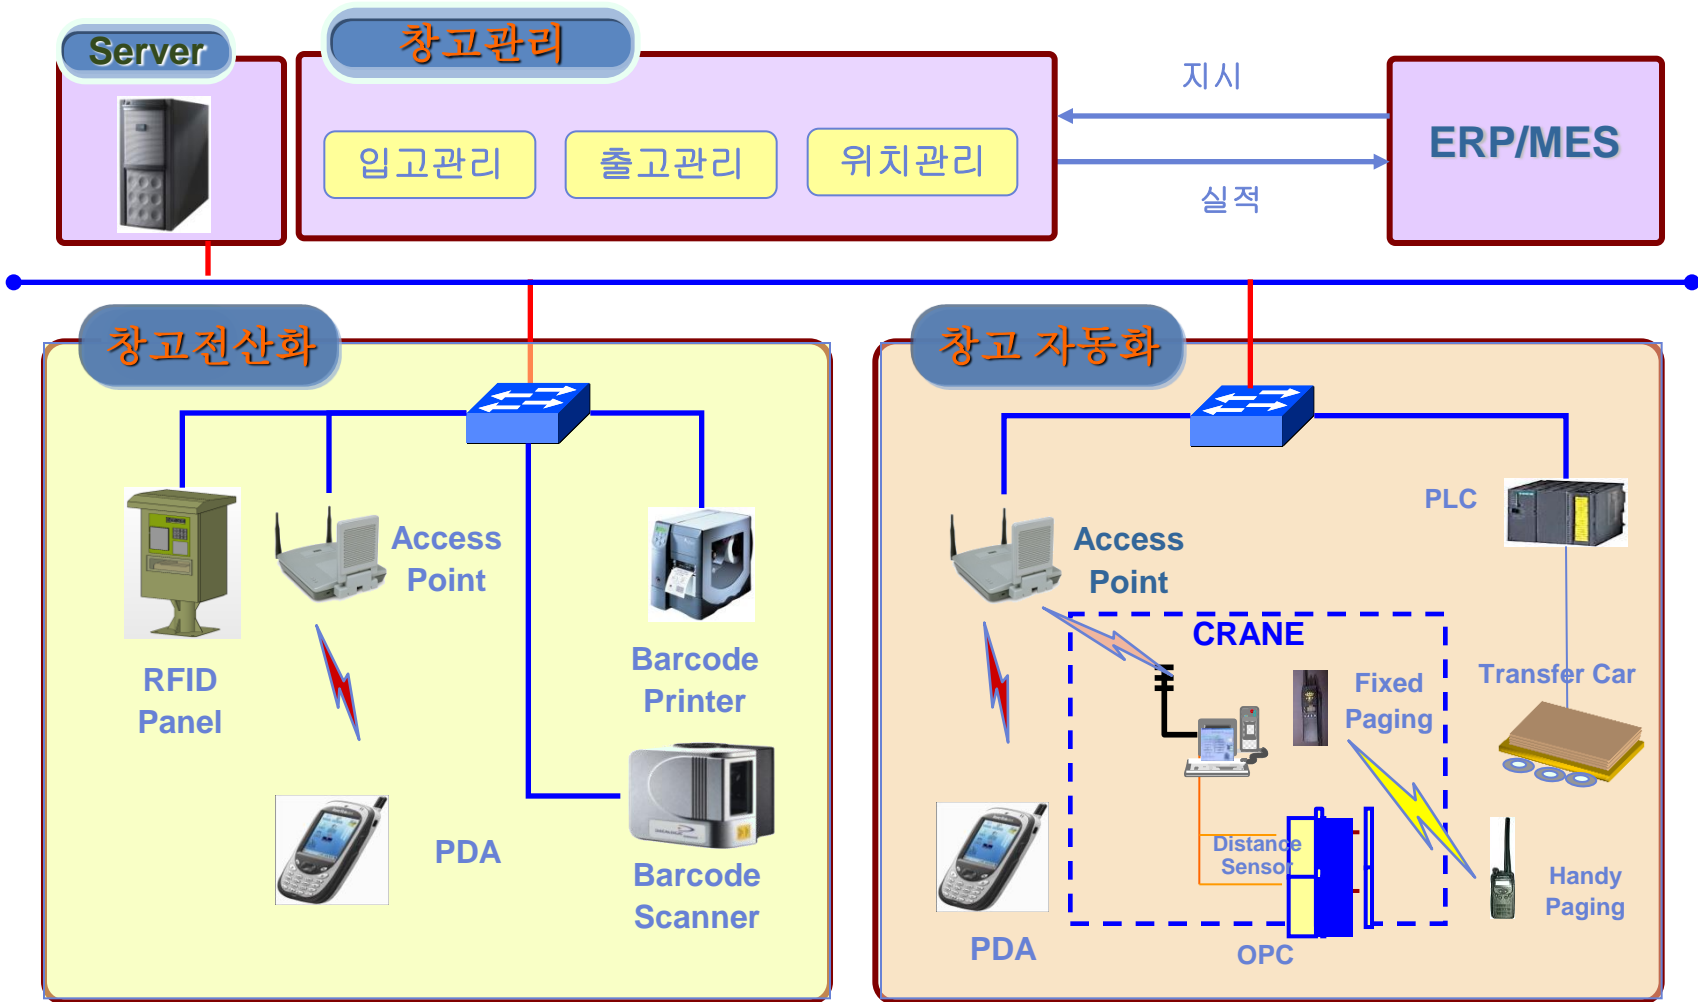 Server
창고관리
지시
ERP/MES
입고관리
출고관리
위치관리
실적
창고전산화
Access
Point
RFID
Panel
Barcode
Printer
PDA
Barcode
Scanner
창고 자동화
PLC
Access
Point
CRANE
Fixed
Paging
Transfer Car
Distance
Sensor
Handy
Paging
PDA
OPC